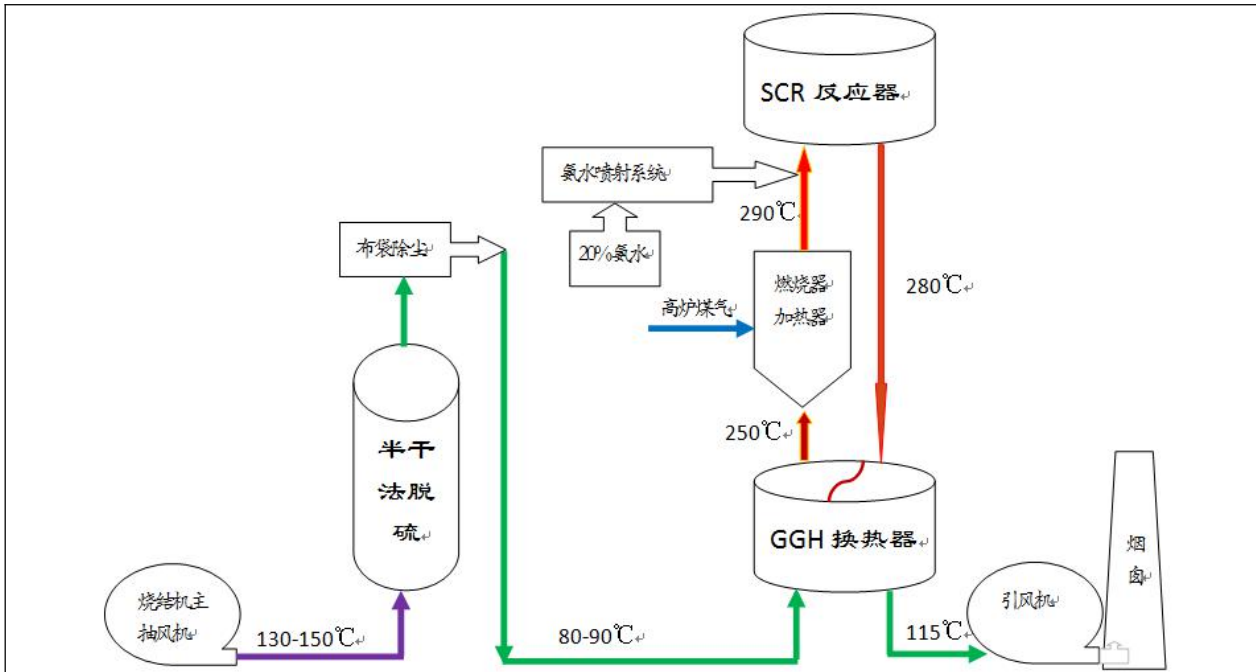 SCR 反应器
氨水喷射系统
290℃
布袋除尘
20%氨水
燃烧器
加热器
280℃
高炉煤气
250℃
半干
法脱
硫
GGH 换热器
烟
囱
烧结机主
抽风机
引风机
130-150℃
80-90℃
115℃